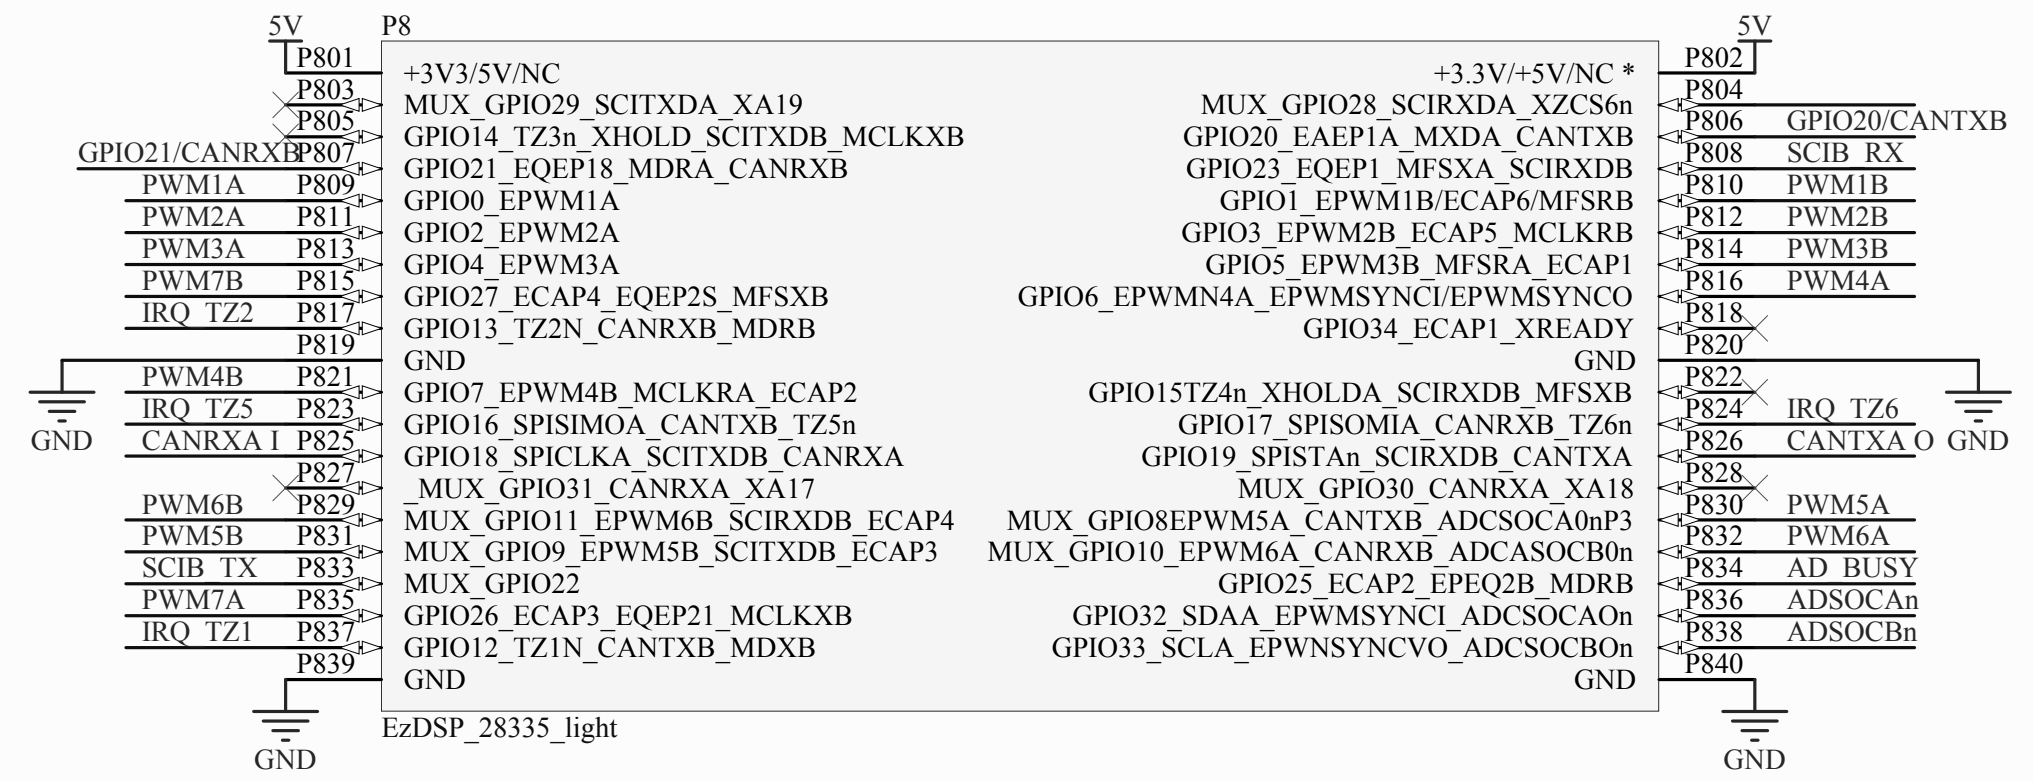 5V P8 5V
P801 +3V3/5V/NC +3.3V/+5V/NC * P802
P803 MUX_GPIO29_SCITXDA_XA19 MUX_GPIO28_SCIRXDA_XZCS6n P804
P805 GPIO14_TZ3n_XHOLD_SCITXDB_MCLKXB GPIO20_EAEP1A_MXDA_CANTXB P806 GPIO20/CANTXB
GPIO21/CANRXB P807 GPIO21_EQEP18_MDRA_CANRXB GPIO23_EQEP1_MFSXA_SCIRXDB P808 SCIB_RX
PWM1A P809 GPIO0_EPWM1A GPIO1_EPWM1B/ECAP6/MFSRB P810 PWM1B
PWM2A P811 GPIO2_EPWM2A GPIO3_EPWM2B_ECAP5_MCLKRB P812 PWM2B
PWM3A P813 GPIO4_EPWM3A GPIO5_EPWM3B_MFSRA_ECAP1 P814 PWM3B
PWM7B P815 GPIO27_ECAP4_EQEP2S_MFSXB GPIO6_EPWMN4A_EPWMSYNCI/EPWMSYNCO P816 PWM4A
IRQ_TZ2 P817 GPIO13_TZ2N_CANRXB_MDRB GPIO34_ECAP1_XREADY P818
P819 GND GND P820
PWM4B P821 GPIO7_EPWM4B_MCLKRA_ECAP2 GPIO15TZ4n_XHOLDA_SCIRXDB_MFSXB P822
GND IRQ_TZ5 P823 GPIO16_SPISIMOA_CANTXB_TZ5n GPIO17_SPISOMIA_CANRXB_TZ6n P824 IRQ_TZ6
CANRXA I P825 GPIO18_SPICLKA_SCITXDB_CANRXA GPIO19_SPISTAn_SCIRXDB_CANTXA P826 CANTXA O GND
P827 _MUX_GPIO31_CANRXA_XA17 MUX_GPIO30_CANRXA_XA18 P828
PWM6B P829 MUX_GPIO11_EPWM6B_SCIRXDB_ECAP4 MUX_GPIO8EPWM5A_CANTXB_ADCSOCA0nP3 P830 PWM5A
PWM5B P831 MUX_GPIO9_EPWM5B_SCITXDB_ECAP3 MUX_GPIO10_EPWM6A_CANRXB_ADCASOCB0n P832 PWM6A
SCIB_TX P833 MUX_GPIO22 GPIO25_ECAP2_EPEQ2B_MDRB P834 AD_BUSY
PWM7A P835 GPIO26_ECAP3_EQEP21_MCLKXB GPIO32_SDAA_EPWMSYNCI_ADCSOCAOn P836 ADSOCAn
IRQ_TZ1 P837 GPIO12_TZ1N_CANTXB_MDXB GPIO33_SCLA_EPWNSYNCVO_ADCSOCBOn P838 ADSOCBn
P839 GND GND P840
EzDSP_28335_light
GND GND